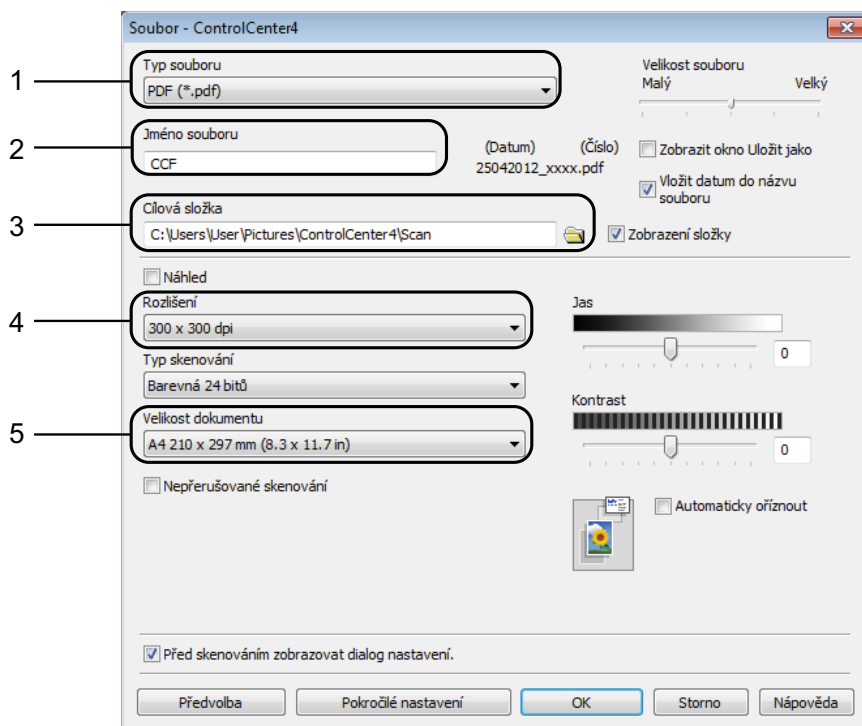 Soubor - ControlCenter4
1
Typ souboru
PDF (*.pdf)
Velikost souboru
Malý Velký
2
Jméno souboru
CCF
(Datum) (Číslo)
25042012_xxxx.pdf
Zobrazit okno Uložit jako
Vložit datum do názvu
souboru
3
Cílová složka
C:\Users\User\Pictures\ControlCenter4\Scan
Zobrazení složky
Náhled
4
Rozlišení
300 x 300 dpi
Jas
0
Typ skenování
Barevná 24 bitů
Kontrast
0
5
Velikost dokumentu
A4 210 x 297 mm (8.3 x 11.7 in)
Nepřerušované skenování
Automaticky oříznout
Před skenováním zobrazovat dialog nastavení.
Předvolba Pokročilé nastavení OK Storno Nápověda